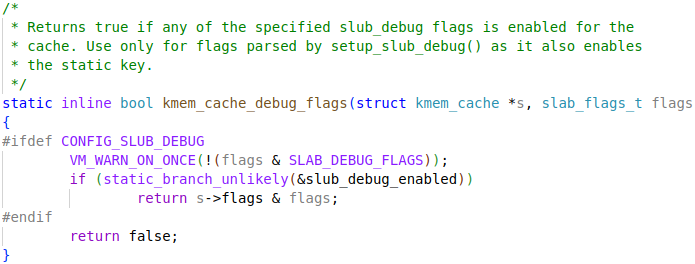 /*
 * Returns true if any of the specified slub_debug flags is enabled for the
 * cache. Use only for flags parsed by setup_slub_debug() as it also enables
 * the static key.
 */
static inline bool kmem_cache_debug_flags(struct kmem_cache *s, slab_flags_t flags
{
#ifdef CONFIG_SLUB_DEBUG
        VM_WARN_ON_ONCE(!(flags & SLAB_DEBUG_FLAGS));
        if (static_branch_unlikely(&slub_debug_enabled))
                return s->flags & flags;
#endif
        return false;
}